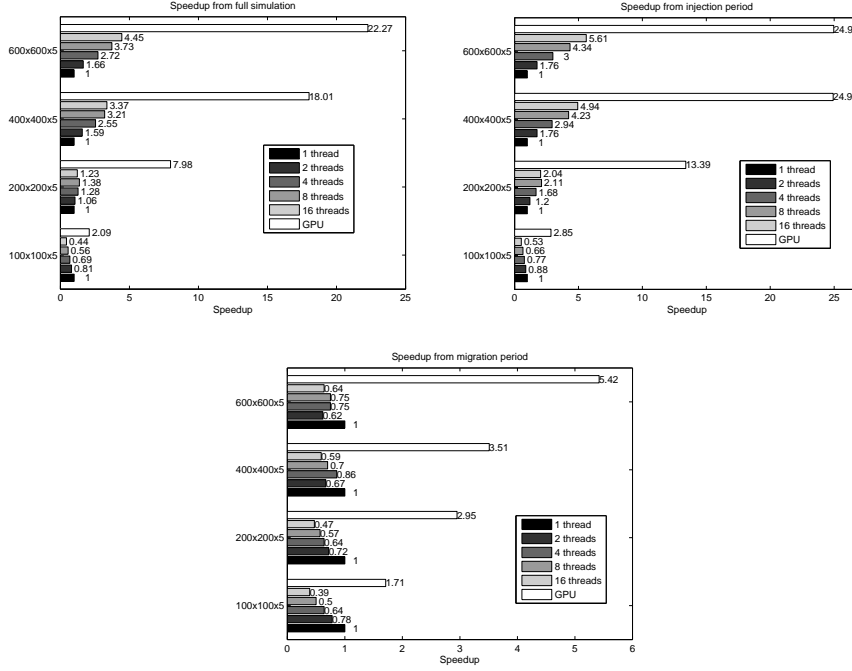 Speedup from full simulation
22.27
4.45
3.73
2.72
1.66
1
600x600x5
18.01
3.37
3.21
2.55
1.59
1
400x400x5
7.98
1.23
1.38
1.28
1.06
1
200x200x5
2.09
0.44
0.56
0.69
0.81
1
100x100x5
1 thread
2 threads
4 threads
8 threads
16 threads
GPU
0 5 10 15 20 25
Speedup
Speedup from injection period
24.9
5.61
4.34
3
1.76
1
600x600x5
24.9
4.94
4.23
2.94
1.76
1
400x400x5
13.39
2.04
2.11
1.68
1.2
1
200x200x5
2.85
0.53
0.66
0.77
0.88
1
100x100x5
1 thread
2 threads
4 threads
8 threads
16 threads
GPU
0 5 10 15 20 25
Speedup
Speedup from migration period
5.42
0.64
0.75
0.75
0.62
1
600x600x5
3.51
0.59
0.7
0.86
0.67
1
400x400x5
2.95
0.47
0.57
0.64
0.72
1
200x200x5
1.71
0.39
0.5
0.64
0.78
1
100x100x5
1 thread
2 threads
4 threads
8 threads
16 threads
GPU
0 1 2 3 4 5 6
Speedup